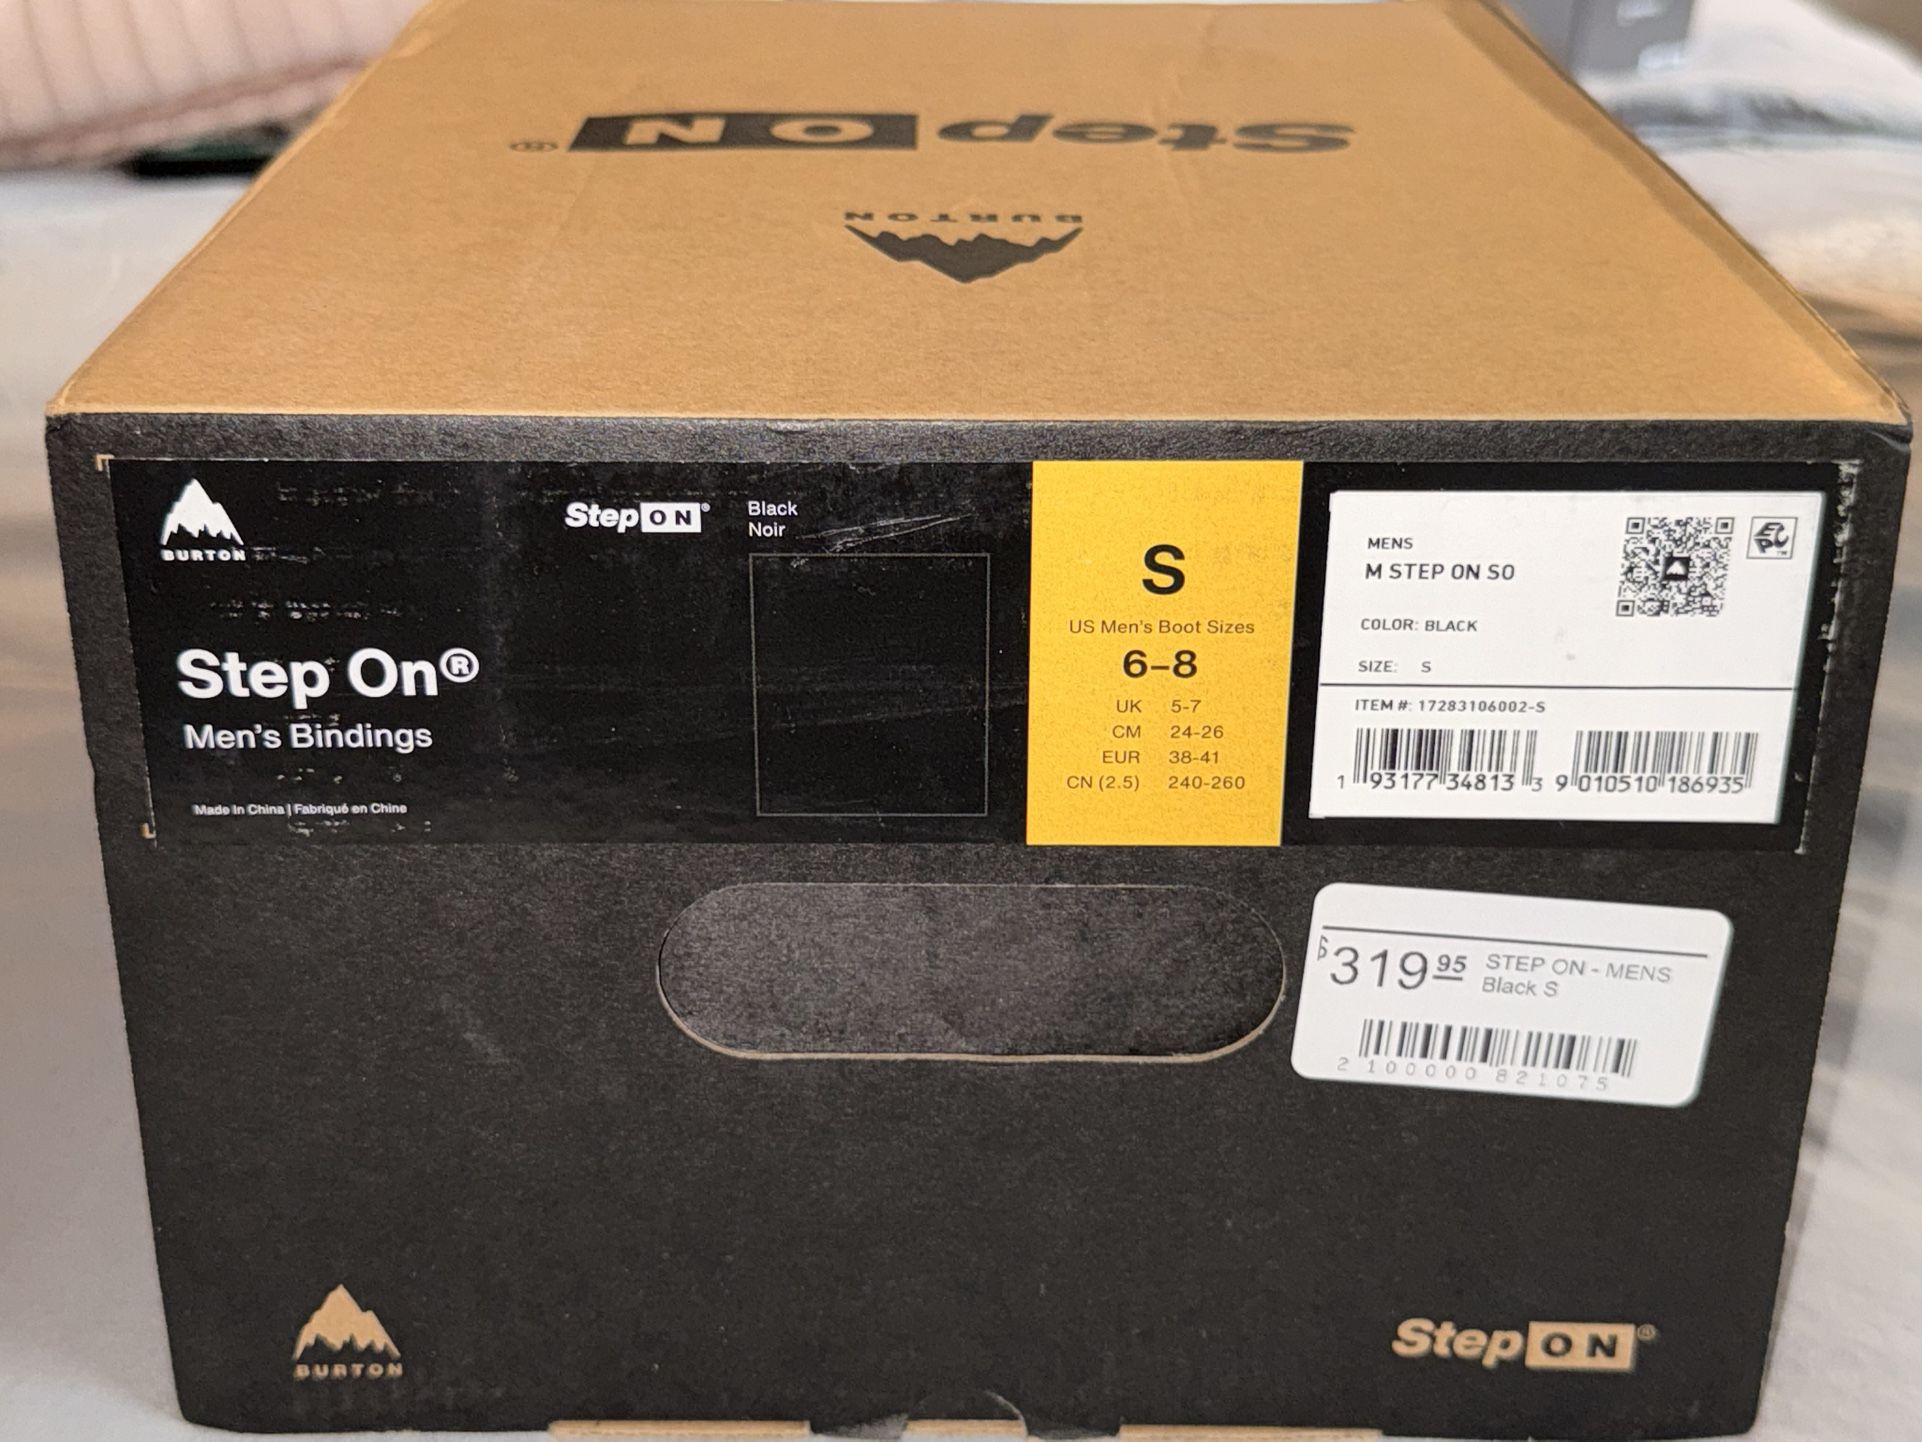 Step ON®
BURTON
BURTON
Step ON®
Black
Noir
Step On®
Men's Bindings
Made In China | Fabriqué en Chine
S
US Men's Boot Sizes
6–8
UK 5-7
CM 24-26
EUR 38-41
CN (2.5) 240-260
MENS
M STEP ON SO
COLOR: BLACK
SIZE: S
ITEM #: 17283106002-S
1 93177 34813 3
9 010510 186935
$319.95 STEP ON - MENS
Black S
2 100000 821075
BURTON
Step ON®